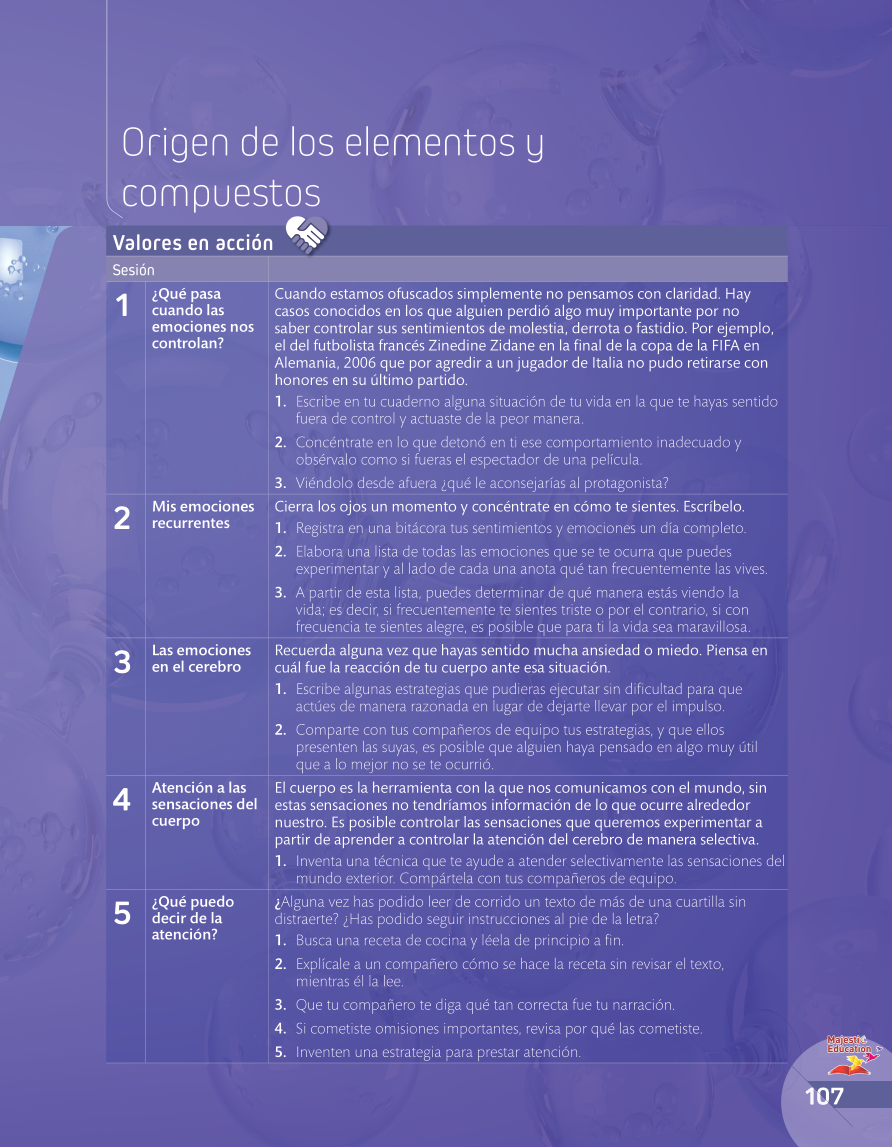 Origen de los elementos y
compuestos
Valores en acción
Sesión
1
¿Qué pasa
cuando las
emociones nos
controlan?
Cuando estamos ofuscados simplemente no pensamos con claridad. Hay
casos conocidos en los que alguien perdió algo muy importante por no
saber controlar sus sentimientos de molestia, derrota o fastidio. Por ejemplo,
el del futbolista francés Zinedine Zidane en la final de la copa de la FIFA en
Alemania, 2006 que por agredir a un jugador de Italia no pudo retirarse con
honores en su último partido.
1. Escribe en tu cuaderno alguna situación de tu vida en la que te hayas sentido
fuera de control y actuaste de la peor manera.
2. Concéntrate en lo que detonó en ti ese comportamiento inadecuado y
obsérvalo como si fueras el espectador de una película.
3. Viéndolo desde afuera ¿qué le aconsejarías al protagonista?
2
Mis emociones
recurrentes
Cierra los ojos un momento y concéntrate en cómo te sientes. Escríbelo.
1. Registra en una bitácora tus sentimientos y emociones un día completo.
2. Elabora una lista de todas las emociones que se te ocurra que puedes
experimentar y al lado de cada una anota qué tan frecuentemente las vives.
3. A partir de esta lista, puedes determinar de qué manera estás viendo la
vida; es decir, si frecuentemente te sientes triste o por el contrario, si con
frecuencia te sientes alegre, es posible que para ti la vida sea maravillosa.
3
Las emociones
en el cerebro
Recuerda alguna vez que hayas sentido mucha ansiedad o miedo. Piensa en
cuál fue la reacción de tu cuerpo ante esa situación.
1. Escribe algunas estrategias que pudieras ejecutar sin dificultad para que
actúes de manera razonada en lugar de dejarte llevar por el impulso.
2. Comparte con tus compañeros de equipo tus estrategias, y que ellos
presenten las suyas, es posible que alguien haya pensado en algo muy útil
que a lo mejor no se te ocurrió.
4
Atención a las
sensaciones del
cuerpo
El cuerpo es la herramienta con la que nos comunicamos con el mundo, sin
estas sensaciones no tendríamos información de lo que ocurre alrededor
nuestro. Es posible controlar las sensaciones que queremos experimentar a
partir de aprender a controlar la atención del cerebro de manera selectiva.
1. Inventa una técnica que te ayude a atender selectivamente las sensaciones del
mundo exterior. Compártela con tus compañeros de equipo.
5
¿Qué puedo
decir de la
atención?
¿Alguna vez has podido leer de corrido un texto de más de una cuartilla sin
distraerte? ¿Has podido seguir instrucciones al pie de la letra?
1. Busca una receta de cocina y léela de principio a fin.
2. Explícale a un compañero cómo se hace la receta sin revisar el texto,
mientras él la lee.
3. Que tu compañero te diga qué tan correcta fue tu narración.
4. Si cometiste omisiones importantes, revisa por qué las cometiste.
5. Inventen una estrategia para prestar atención.
Majestic
Education
107